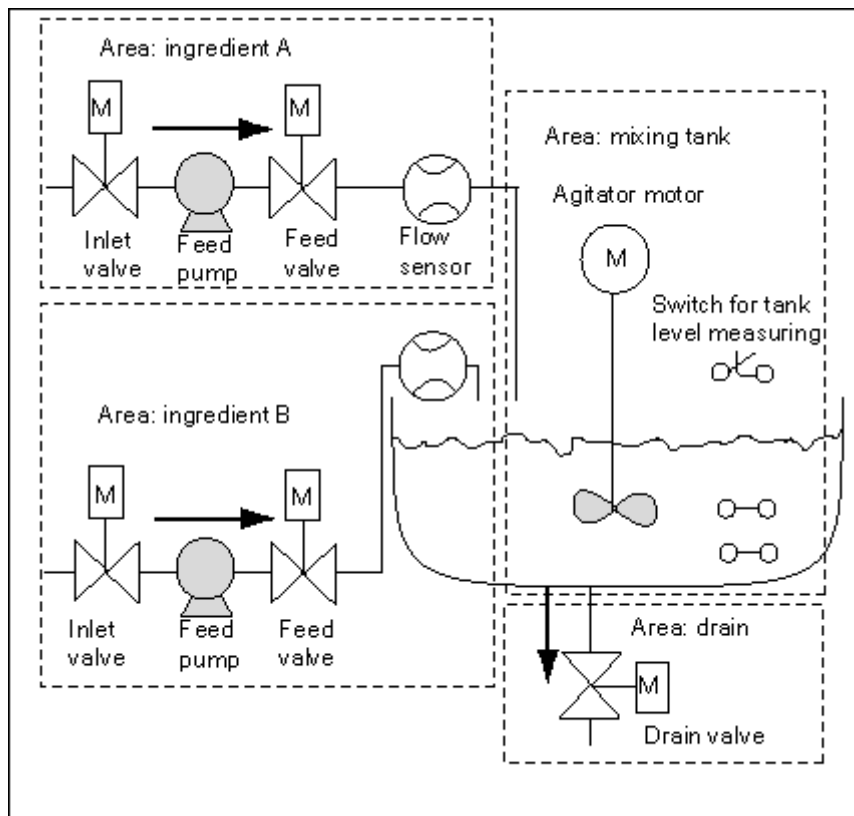 Area: ingredient A
M
M
Inlet
valve
Feed
pump
Feed
valve
Flow
sensor
Area: mixing tank
Agitator motor
M
Switch for tank
level measuring
Area: ingredient B
M
M
Inlet
valve
Feed
pump
Feed
valve
Area: drain
M
Drain valve